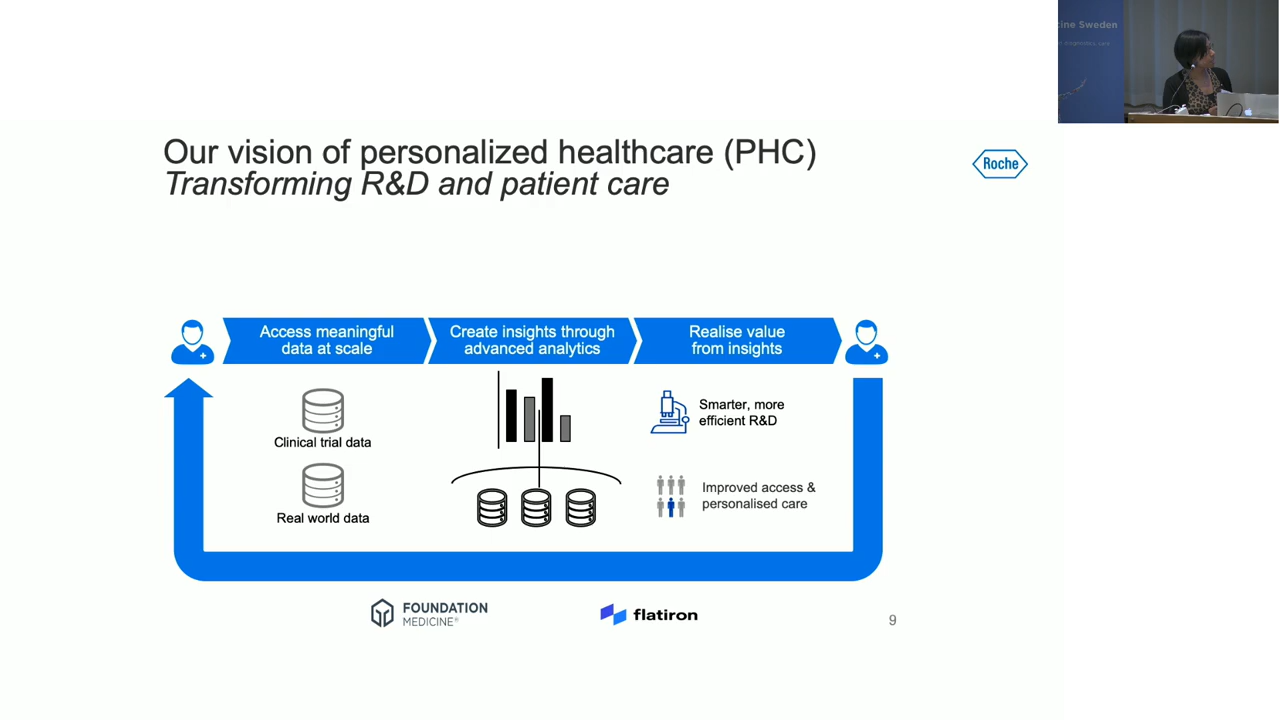 cine Sweden
Our vision of personalized healthcare (PHC)
Transforming R&D and patient care
Roche
Access meaningful
data at scale
Create insights through
advanced analytics
Realise value
from insights
Clinical trial data
Real world data
Smarter, more
efficient R&D
Improved access &
personalised care
FOUNDATION
MEDICINE®
flatiron
9